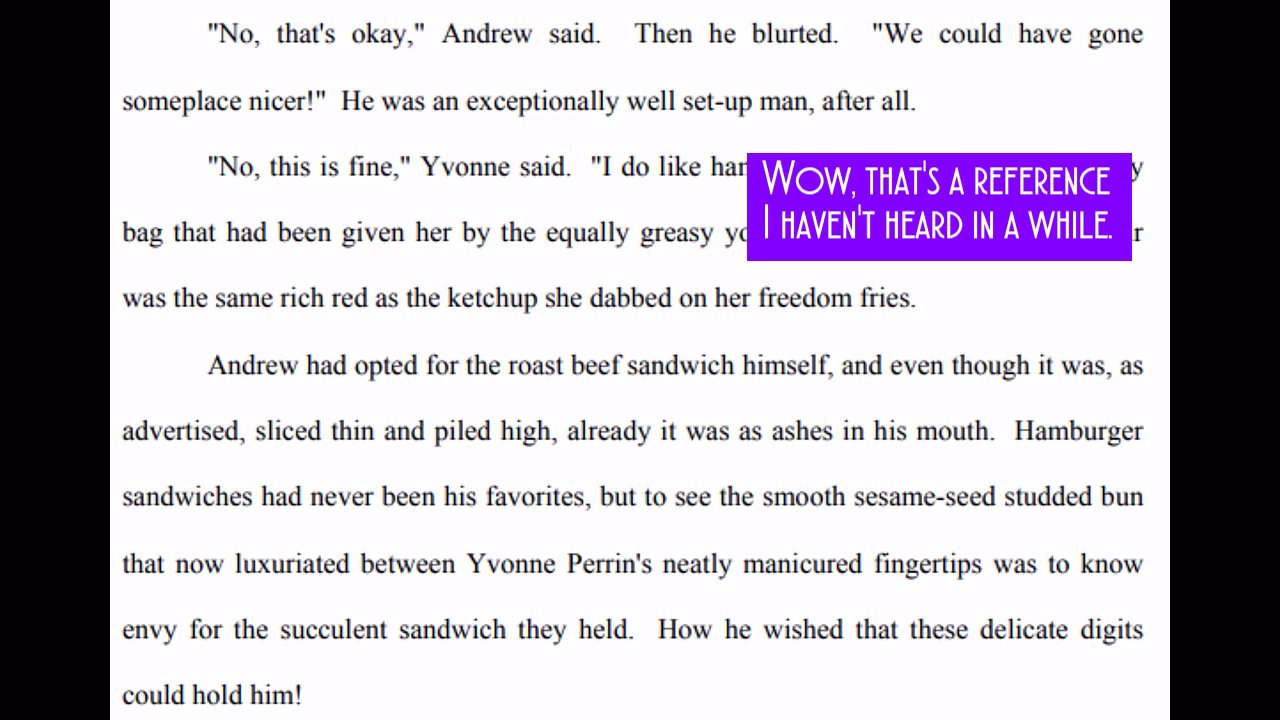 "No, that's okay," Andrew said. Then he blurted. "We could have gone
someplace nicer!" He was an exceptionally well set-up man, after all.
"No, this is fine," Yvonne said. "I do like
bag that had been given her by the equally greasy
was the same rich red as the ketchup she dabbed on her freedom fries.
Andrew had opted for the roast beef sandwich himself, and even though it was, as
advertised, sliced thin and piled high, already it was as ashes in his mouth. Hamburger
sandwiches had never been his favorites, but to see the smooth sesame-seed studded bun
that now luxuriated between Yvonne Perrin's neatly manicured fingertips was to know
envy for the succulent sandwich they held. How he wished that these delicate digits
could hold him!
WOW, THAT'S A REFERENCE
I HAVEN'T HEARD IN A WHILE.